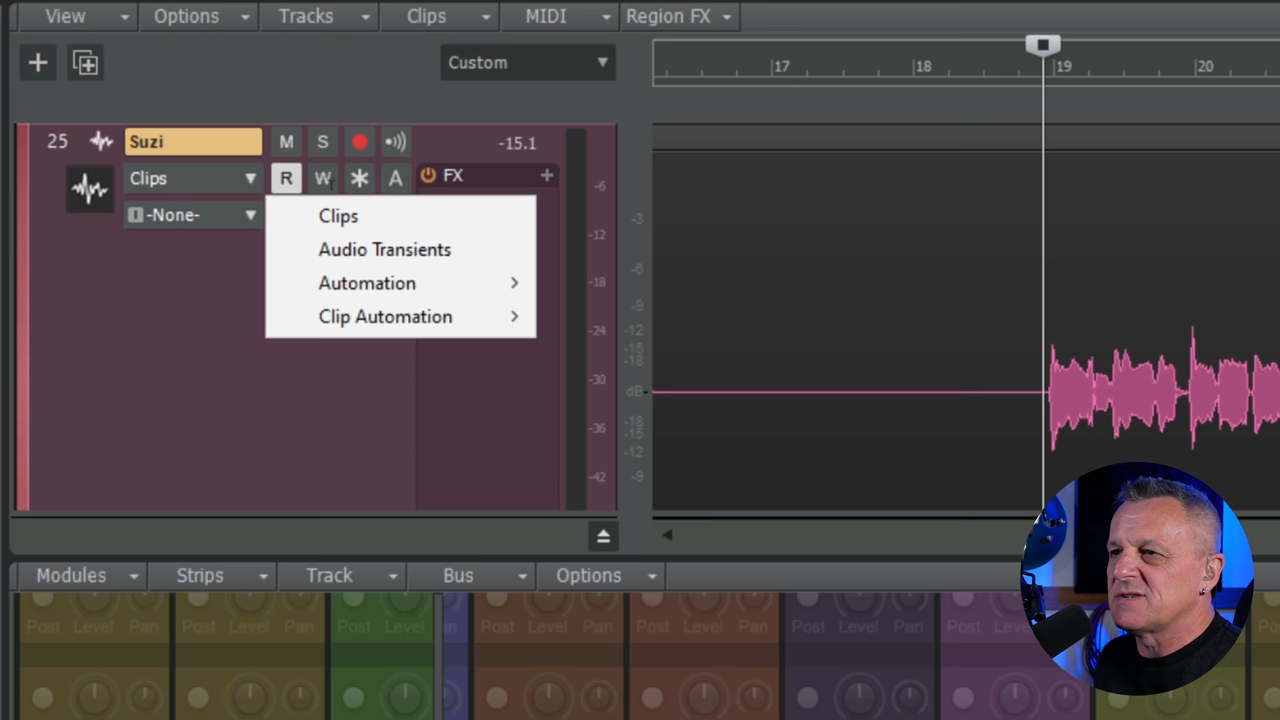 View Options Tracks Clips MIDI Region FX
Custom
17 18 19 20
25 Suzi M S -15.1
Clips R W * A FX
-None-
Clips
Audio Transients
Automation
Clip Automation
-6
-12
-18
-24
-30
-36
-42
-3
-6
-9
-12
-15
-18
dB-
-18
-15
-12
-9
Modules Strips Track Bus Options
Post Level Pan Post Level Pan Post Level Pan Post Level Pan Post Level Pan Post Level Pan Post Level